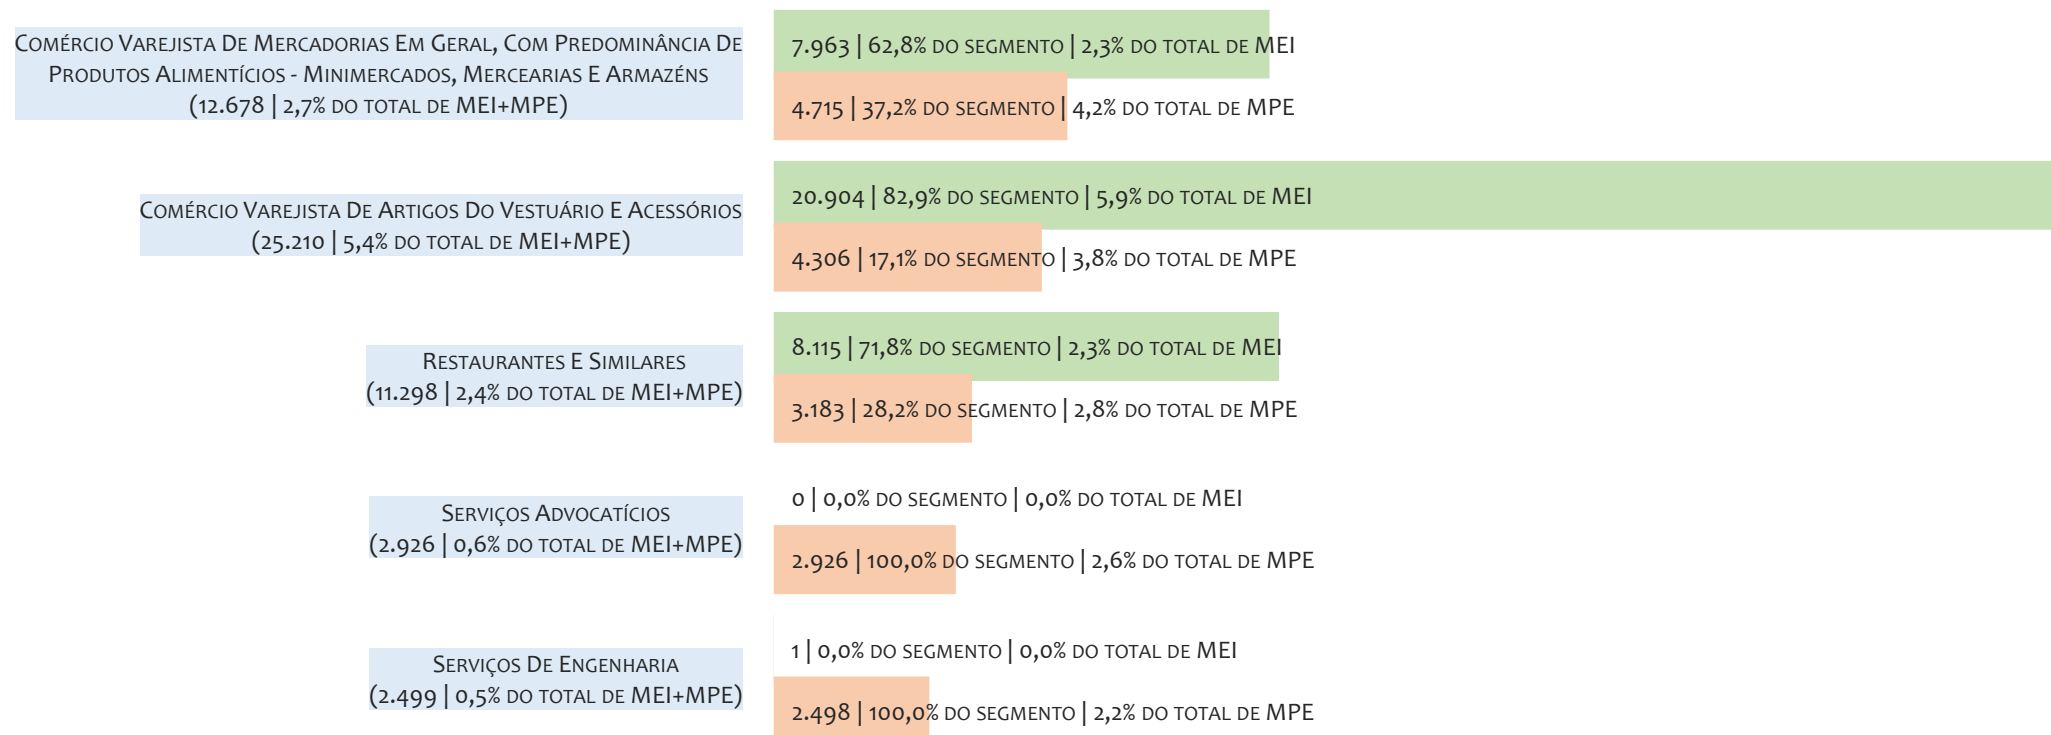 Comércio Varejista De Mercadorias Em Geral, Com Predominância De
Produtos Alimentícios - Minimercados, Mercearias E Armazéns
(12.678 | 2,7% do total de MEI+MPE)
7.963 | 62,8% do segmento | 2,3% do total de MEI
4.715 | 37,2% do segmento | 4,2% do total de MPE
Comércio Varejista De Artigos Do Vestuário E Acessórios
(25.210 | 5,4% do total de MEI+MPE)
20.904 | 82,9% do segmento | 5,9% do total de MEI
4.306 | 17,1% do segmento | 3,8% do total de MPE
Restaurantes E Similares
(11.298 | 2,4% do total de MEI+MPE)
8.115 | 71,8% do segmento | 2,3% do total de MEI
3.183 | 28,2% do segmento | 2,8% do total de MPE
Serviços Advocatícios
(2.926 | 0,6% do total de MEI+MPE)
0 | 0,0% do segmento | 0,0% do total de MEI
2.926 | 100,0% do segmento | 2,6% do total de MPE
Serviços De Engenharia
(2.499 | 0,5% do total de MEI+MPE)
1 | 0,0% do segmento | 0,0% do total de MEI
2.498 | 100,0% do segmento | 2,2% do total de MPE